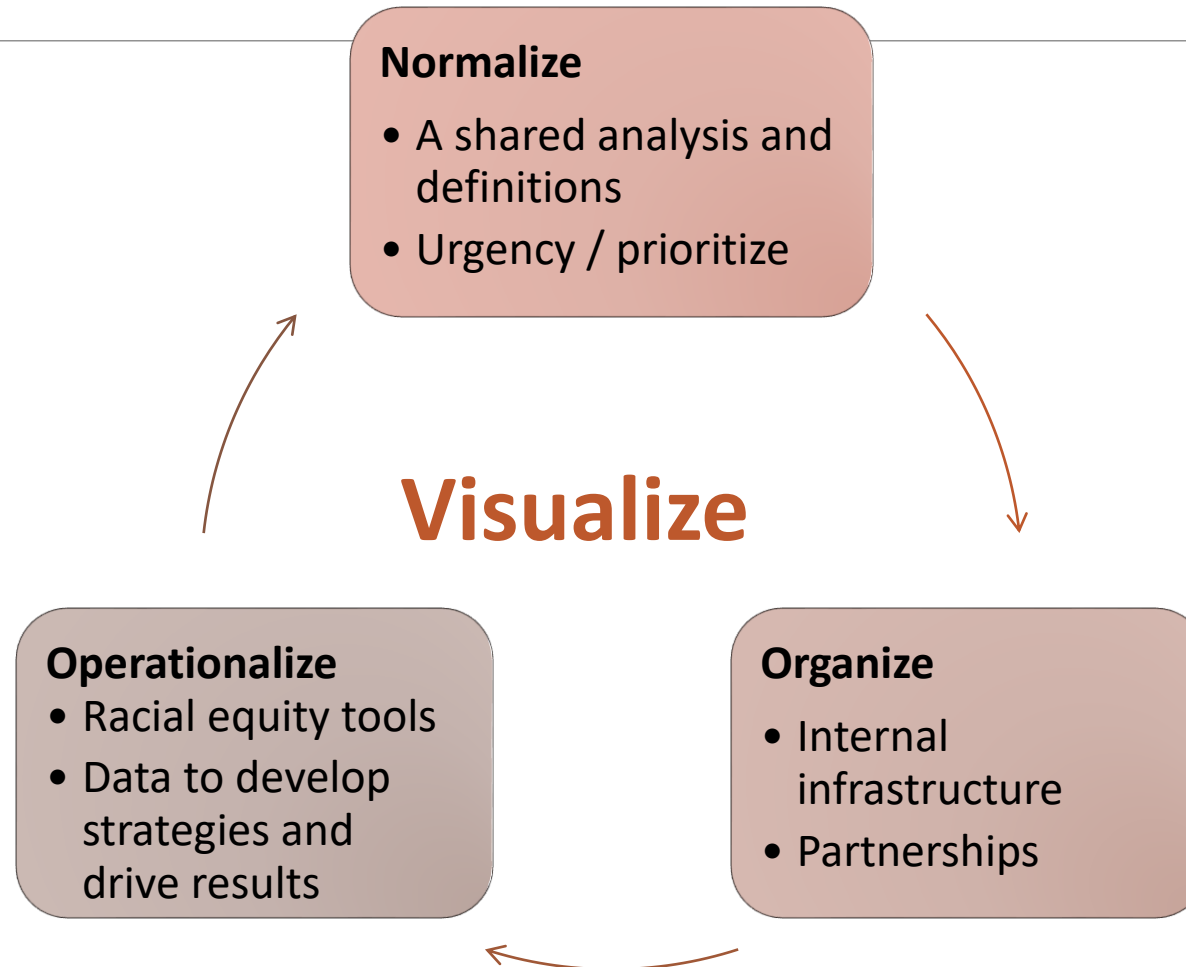 Normalize
• A shared analysis and
definitions
• Urgency / prioritize
Visualize
Operationalize
• Racial equity tools
• Data to develop
strategies and
drive results
Organize
• Internal
infrastructure
• Partnerships